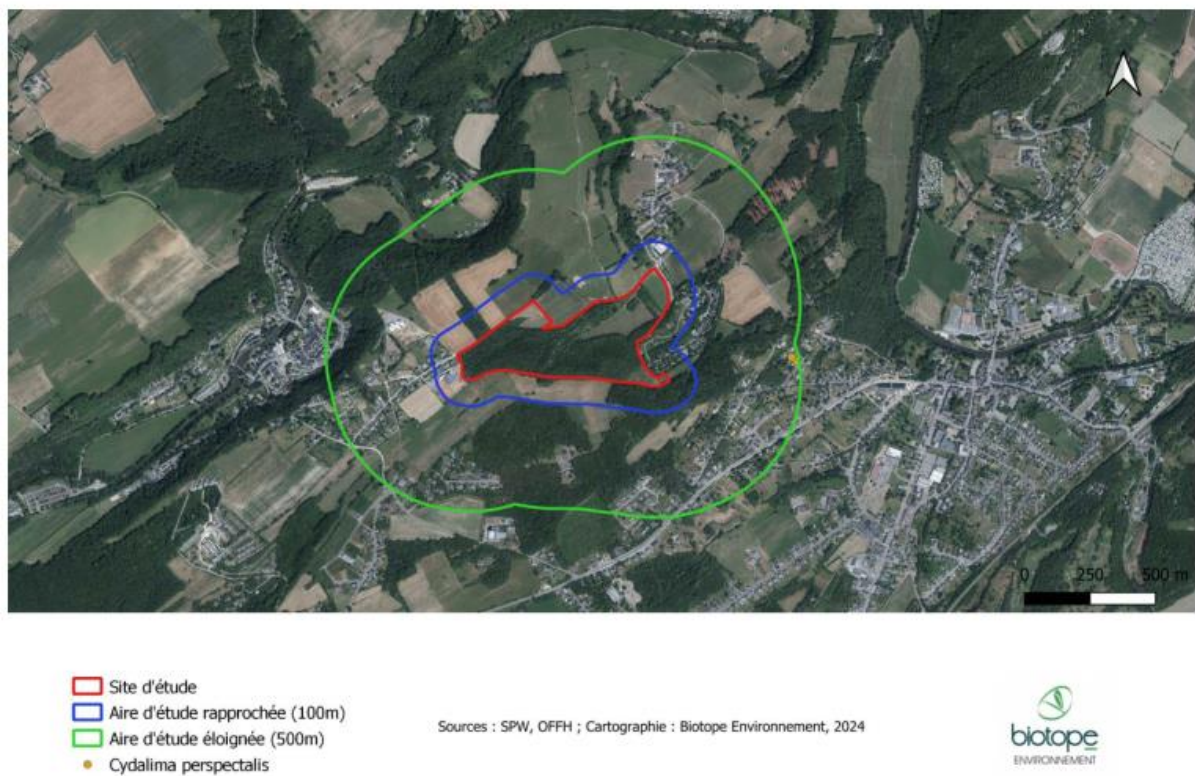 0 250 500 m
Site d'étude
Aire d'étude rapprochée (100m)
Aire d'étude éloignée (500m)
Cydalima perspectalis
Sources : SPW, OFFH ; Cartographie : Biotope Environnement, 2024
biotope
ENVIRONNEMENT